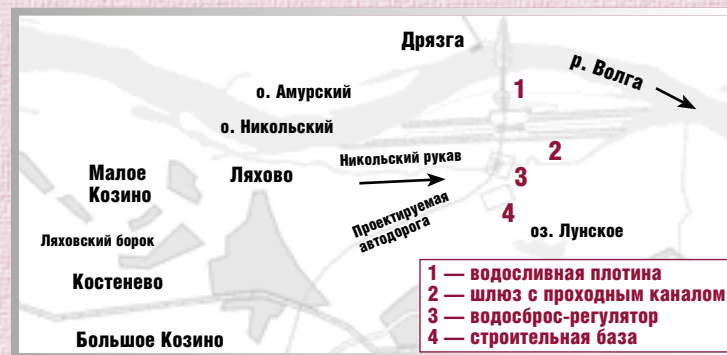 Дрязга
р. Волга
о. Амурский
1
о. Никольский
2
Никольский рукав
Малое
Козино
Ляхово
3
Проектируемая
автодорога
4
Ляховский борок
оз. Лунское
Костенево
Большое Козино
1 — водосливная плотина
2 — шлюз с проходным каналом
3 — водосброс-регулятор
4 — строительная база